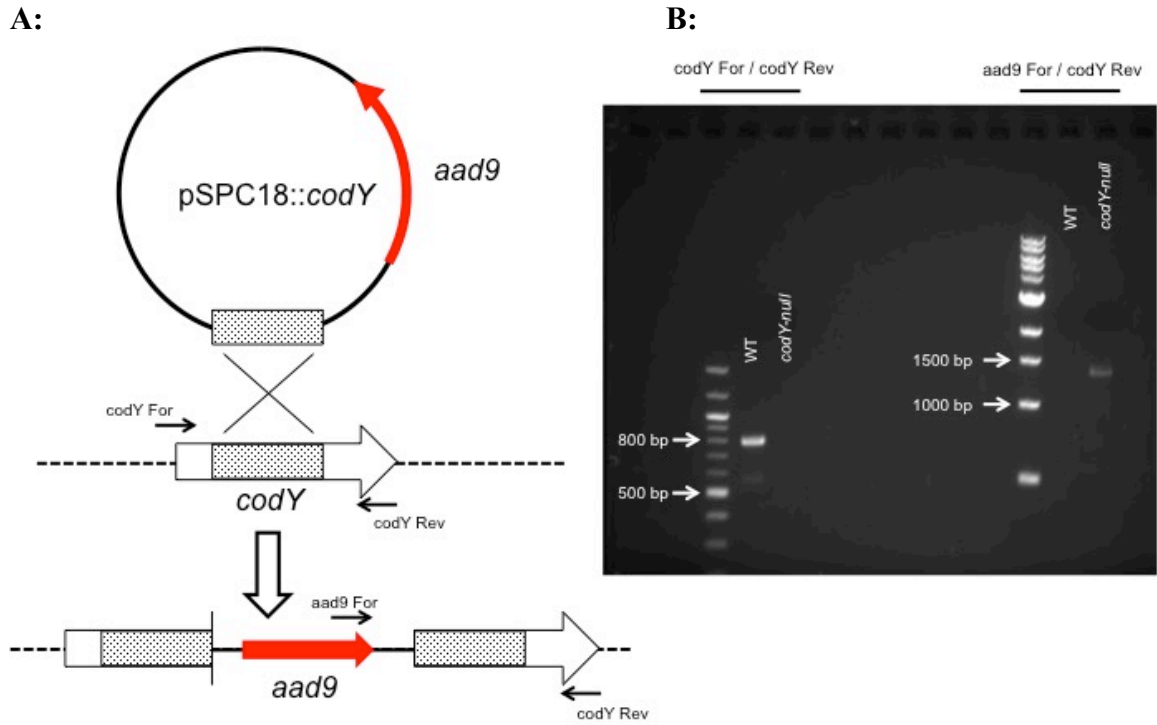 A:
B:
pSPC18::codY
aad9
codY For
codY
codY Rev
aad9 For
aad9
codY Rev
codY For / codY Rev
aad9 For / codY Rev
WT
codY-null
800 bp
500 bp
WT
codY-null
1500 bp
1000 bp